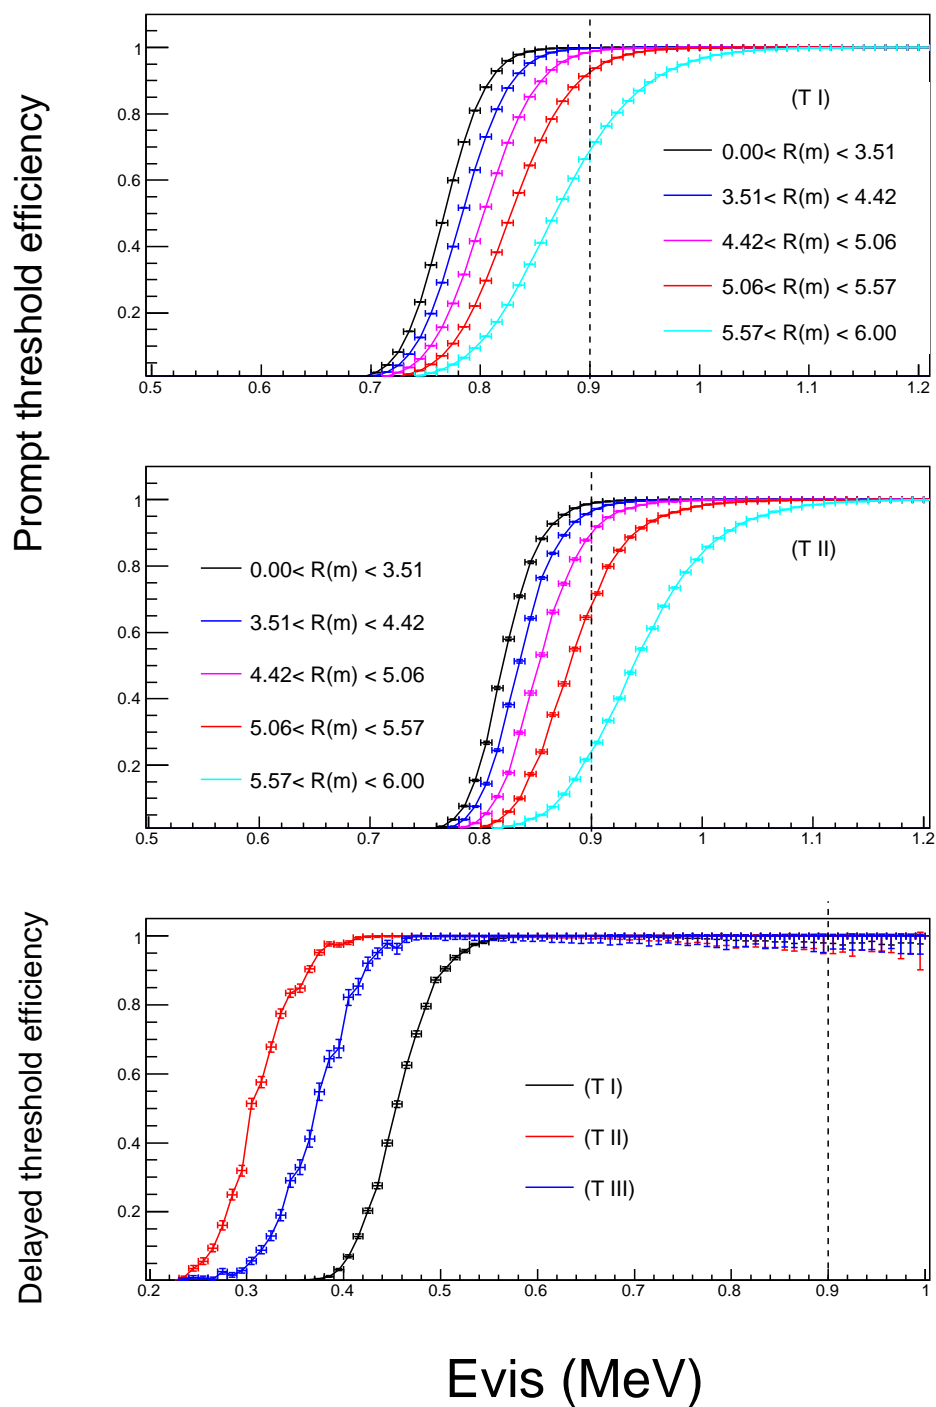 Prompt threshold efficiency
1
0.8
0.6
0.4
0.2
(T I)
0.00< R(m) < 3.51
3.51< R(m) < 4.42
4.42< R(m) < 5.06
5.06< R(m) < 5.57
5.57< R(m) < 6.00
0.5 0.6 0.7 0.8 0.9 1 1.1 1.2
1
0.8
0.6
0.4
0.2
(T II)
0.00< R(m) < 3.51
3.51< R(m) < 4.42
4.42< R(m) < 5.06
5.06< R(m) < 5.57
5.57< R(m) < 6.00
0.5 0.6 0.7 0.8 0.9 1 1.1 1.2
Delayed threshold efficiency
1
0.8
0.6
0.4
0.2
(T I)
(T II)
(T III)
0.2 0.3 0.4 0.5 0.6 0.7 0.8 0.9 1
Evis (MeV)